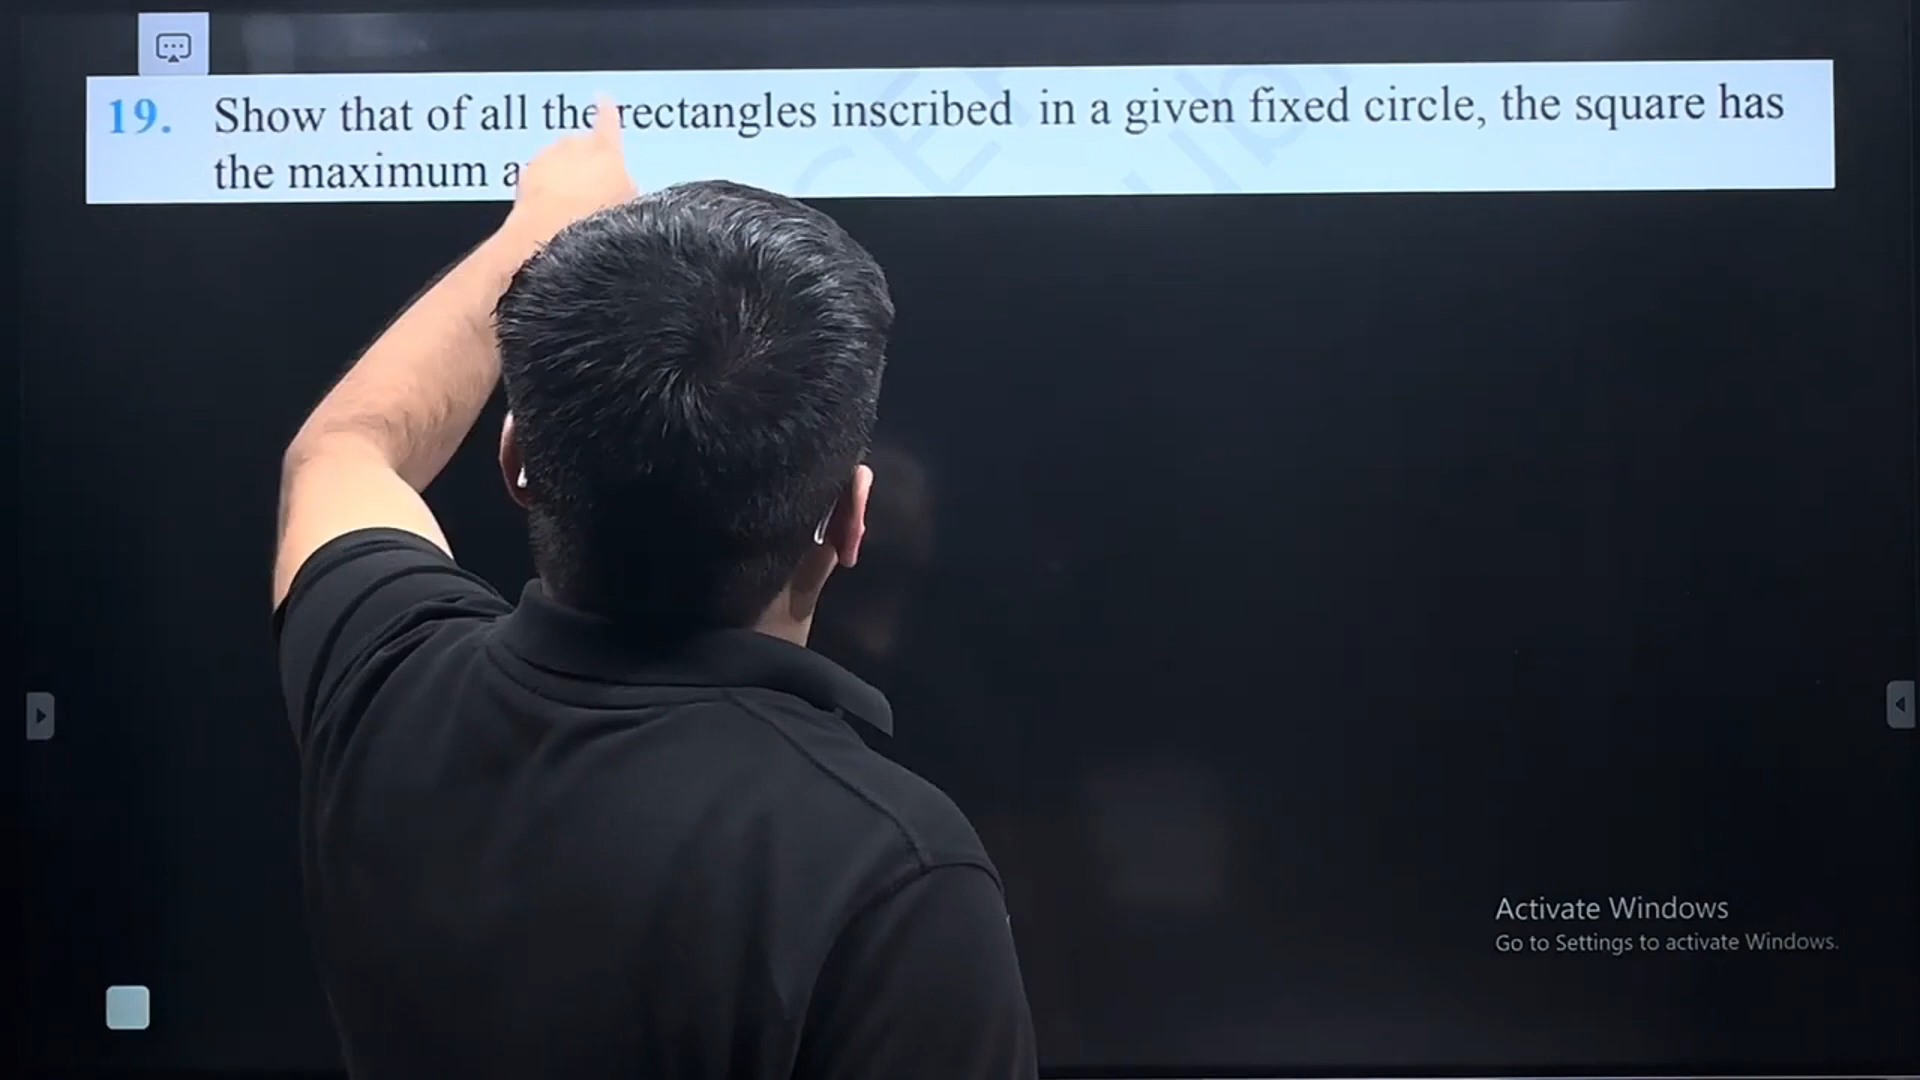 19. Show that of all the rectangles inscribed in a given fixed circle, the square has
the maximum
Activate Windows
Go to Settings to activate Windows.